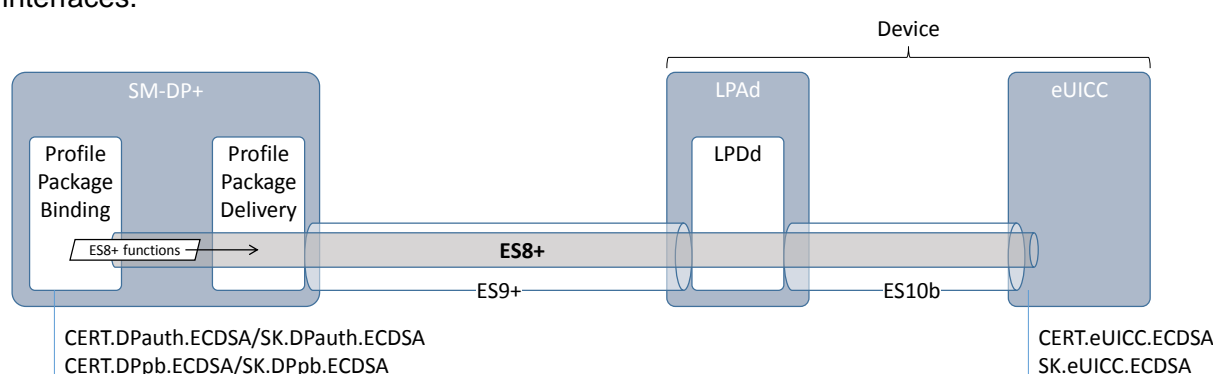 interfaces:
Device
SM-DP+
LPAd
eUICC
Profile
Package
Binding
Profile
Package
Delivery
LPDd
ES8+ functions
ES8+
ES9+
ES10b
CERT.DPauth.ECDSA/SK.DPauth.ECDSA
CERT.DPpb.ECDSA/SK.DPpb.ECDSA
CERT.eUICC.ECDSA
SK.eUICC.ECDSA